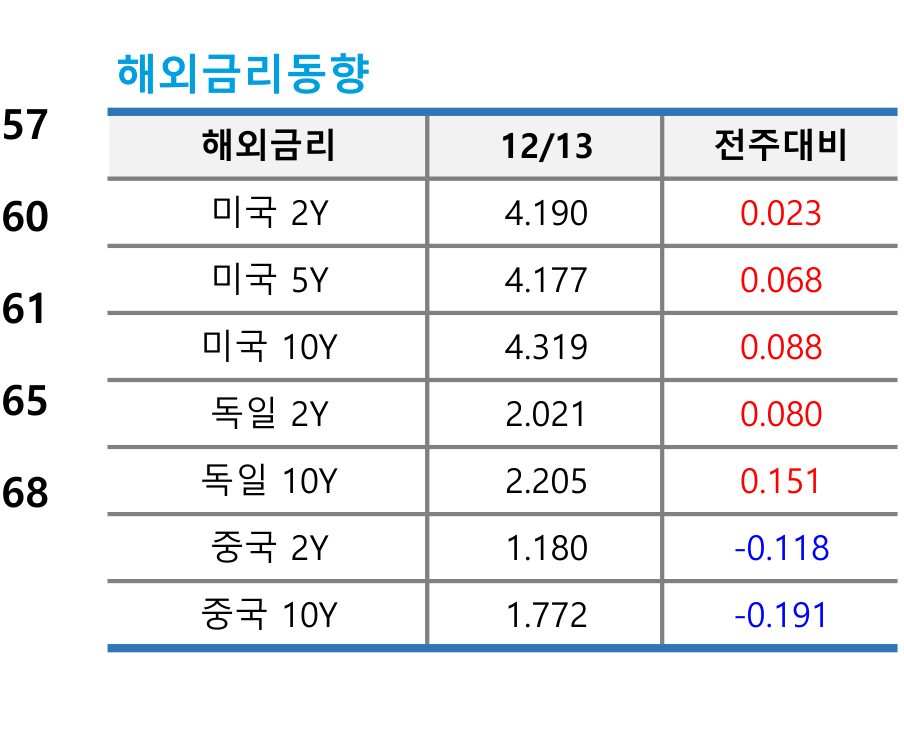 해외금리동향
57
60
61
65
68
해외금리 12/13 전주대비
미국 2Y 4.190 0.023
미국 5Y 4.177 0.068
미국 10Y 4.319 0.088
독일 2Y 2.021 0.080
독일 10Y 2.205 0.151
중국 2Y 1.180 -0.118
중국 10Y 1.772 -0.191